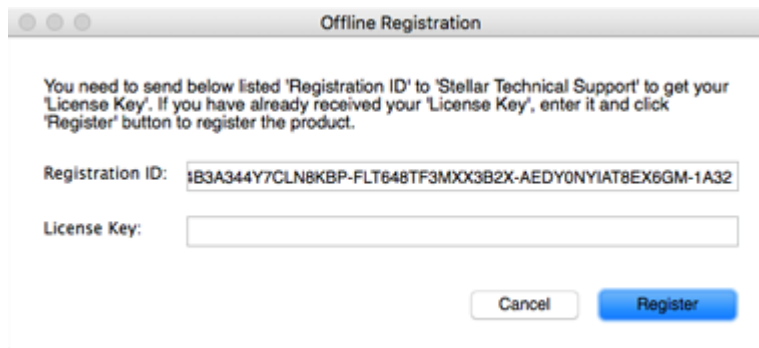 Offline Registration
You need to send below listed 'Registration ID' to 'Stellar Technical Support' to get your
'License Key'. If you have already received your 'License Key', enter it and click
'Register' button to register the product.
Registration ID: B3A344Y7CLN8KBP-FLT648TF3MXX3B2X-AEDY0NYIAT8EX6GM-1A32
License Key:
Cancel Register